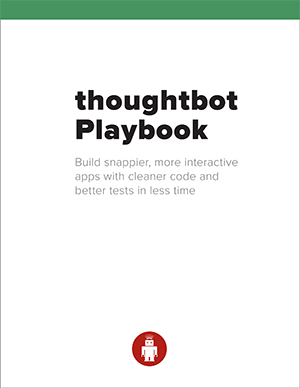 thoughtbot
Playbook
Build snappier, more interactive
apps with cleaner code and
better tests in less time